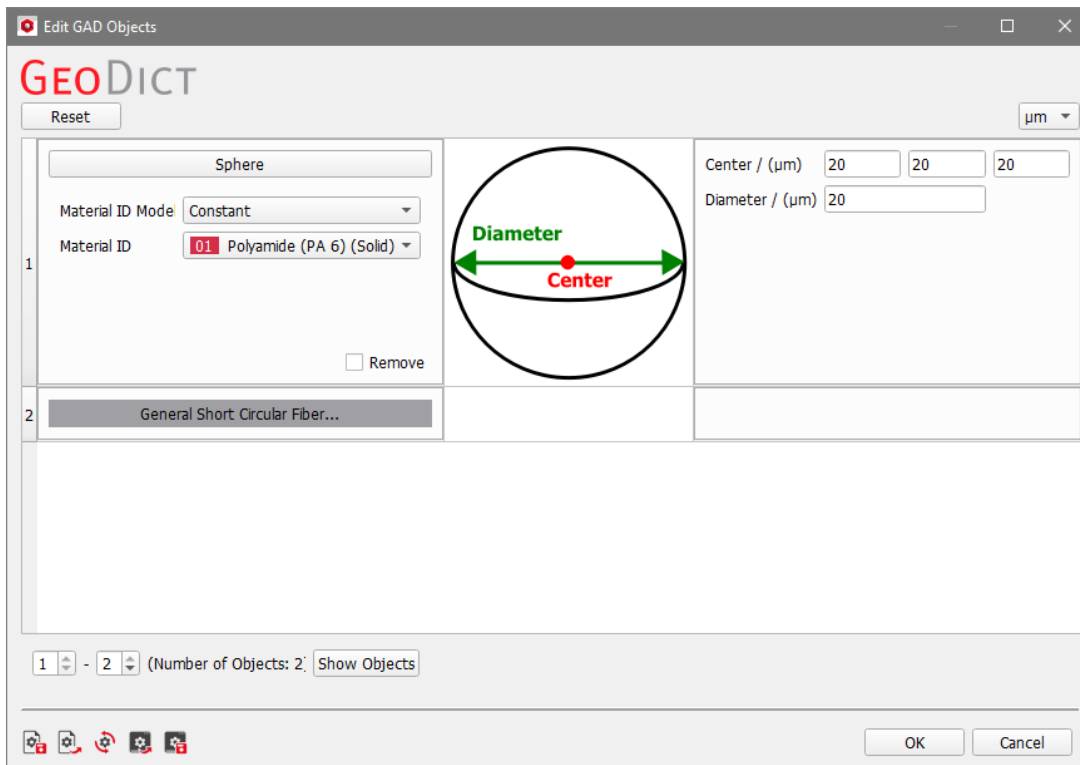 Edit GAD Objects
GEODICT
Reset
µm
1
Sphere
Material ID Mode
Constant
Material ID
01 Polyamide (PA 6) (Solid)
Remove
Diameter
Center
Center / (µm) 20 20 20
Diameter / (µm) 20
2
General Short Circular Fiber...
1 - 2 (Number of Objects: 2) Show Objects
OK Cancel